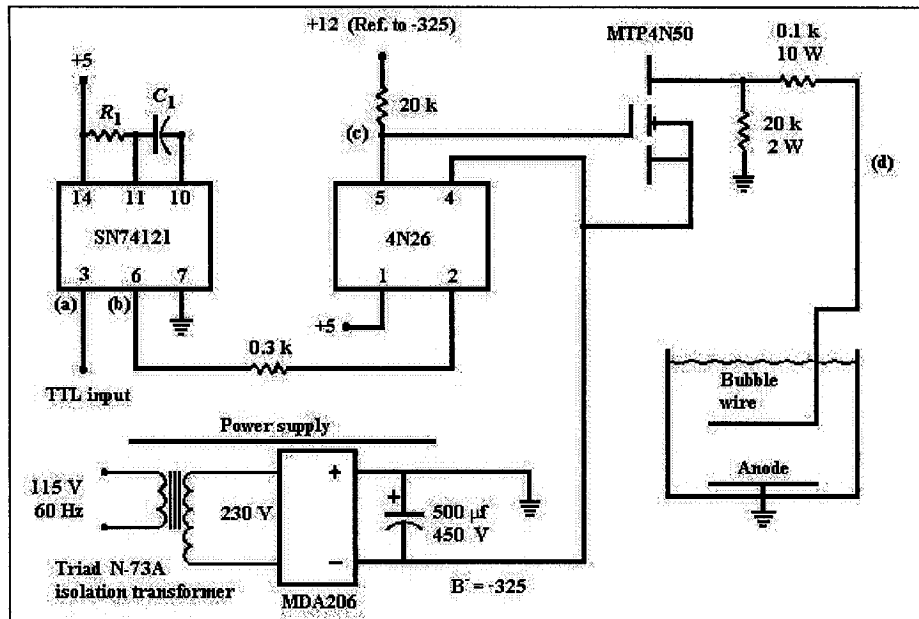 +12 (Ref. to -325)
MTP4N50
0.1 k
10 W
+5
R1
C1
20 k
(c)
20 k
2 W
(d)
14
11
10
5
4
SN74121
4N26
3
6
7
1
2
(a)
(b)
+5
0.3 k
TTL input
Bubble
wire
Power supply
Anode
+
115 V
60 Hz
230 V
+
500 µf
450 V
−
Triad N-73A
isolation transformer
B⁻ = -325
MDA206